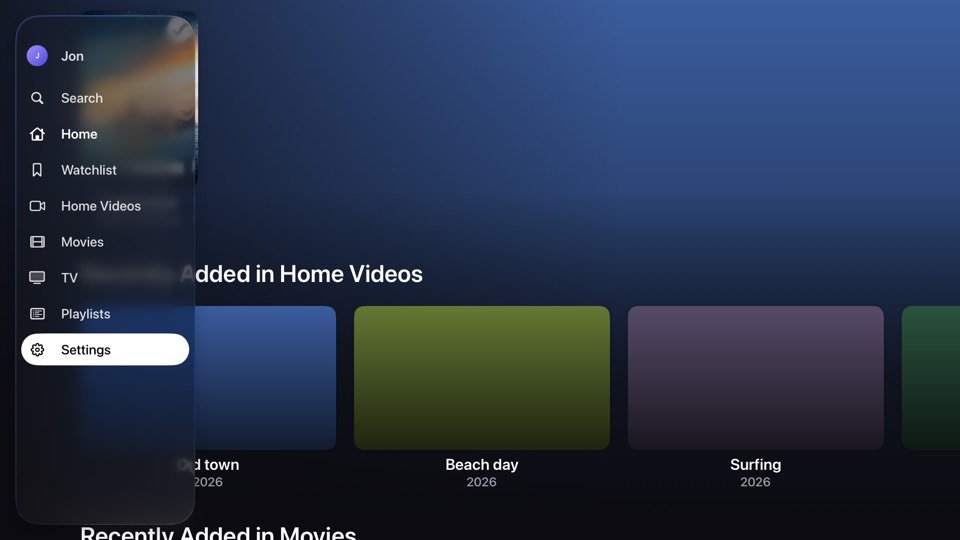 J
Jon
Search
Home
Watchlist
Home Videos
Movies
TV
Playlists
Settings
Added in Home Videos
town
2026
Beach day
2026
Surfing
2026
Recently Added in Movies